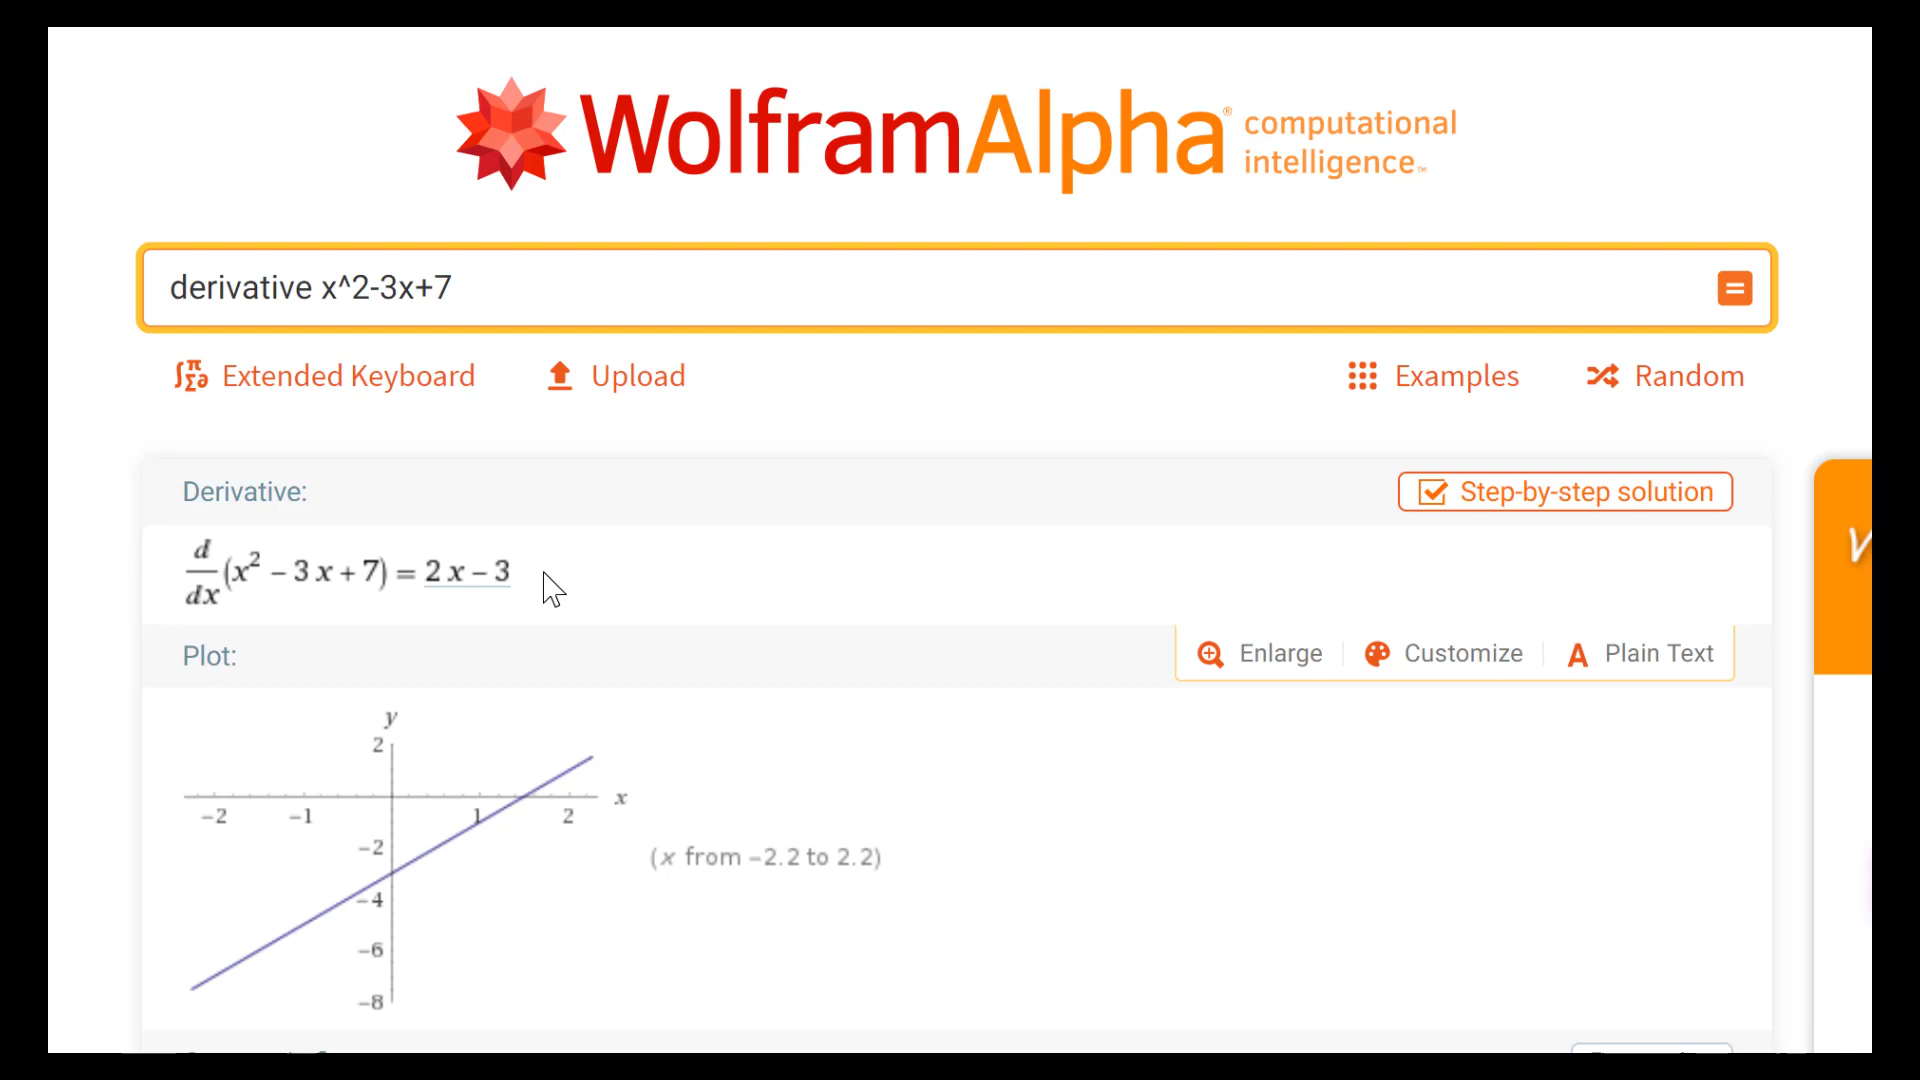 WolframAlpha® computational intelligence™
derivative x^2-3x+7
Extended Keyboard Upload Examples Random
Derivative: Step-by-step solution
d/dx (x² − 3 x + 7) = 2 x − 3
Plot: Enlarge Customize A Plain Text
y
2
−2 −1 1 2 x
−2
(x from −2.2 to 2.2)
−4
−6
−8